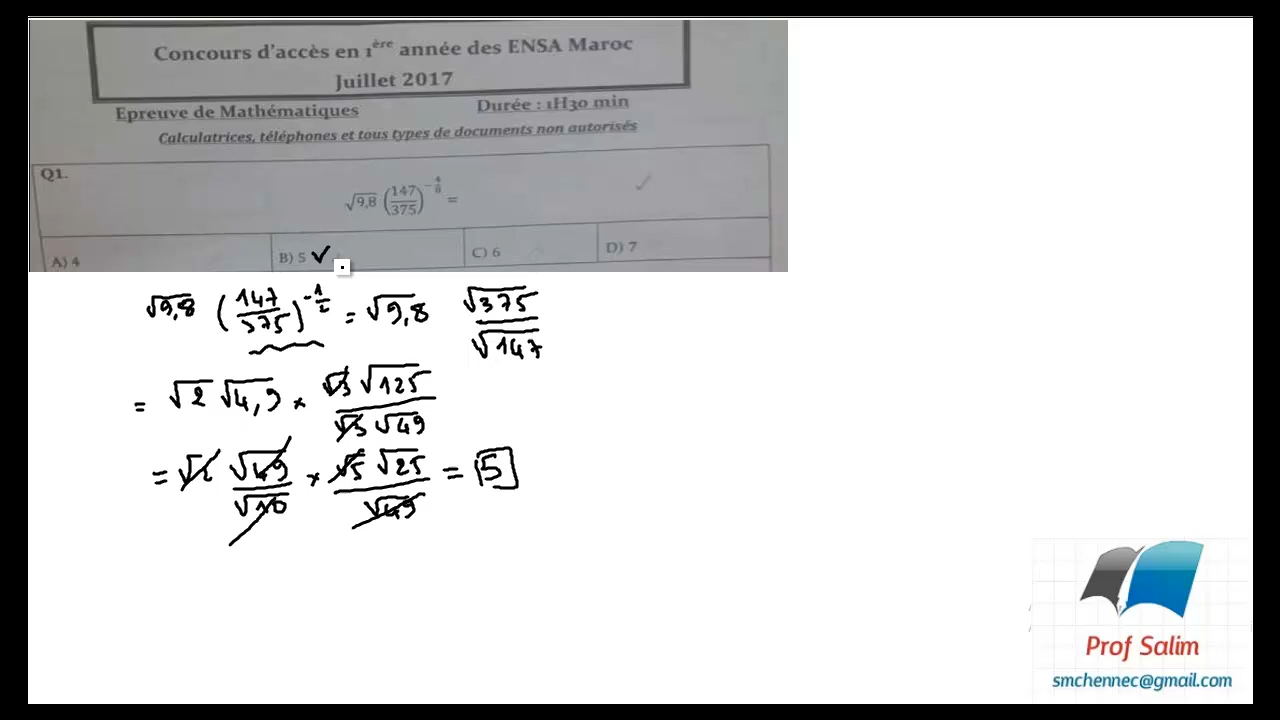 Concours d'accès en 1ère année des ENSA Maroc
Juillet 2017
Epreuve de Mathématiques Durée : 1H30 min
Calculatrices, téléphones et tous types de documents non autorisés
Q1.
√9,8 (147/375)^(-4/8) =
A) 4 B) 5 ✓ C) 6 D) 7
√9,8 (147/375)^(-1/2) = √9,8 √375/√147
= √2 √4,9 × √3 √125/√3 √49
= √2 √49/√10 × √5 √25/√49 = 5
Prof Salim
smchennec@gmail.com